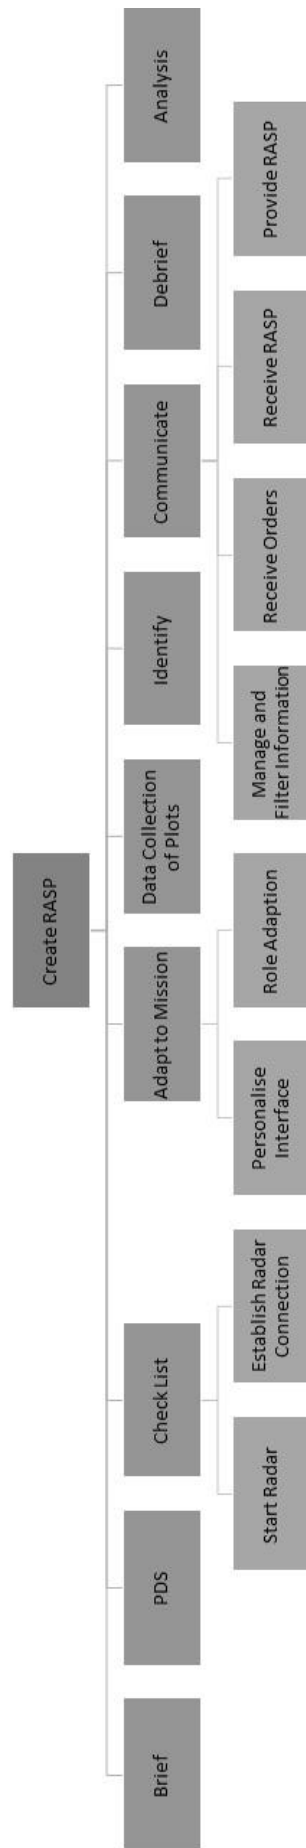 Create RASP
Brief
PDS
Check List
Adapt to Mission
Data Collection
of Plots
Identify
Communicate
Debrief
Analysis
Start Radar
Establish Radar
Connection
Personalise
Interface
Role Adaption
Manage and
Filter Information
Receive Orders
Receive RASP
Provide RASP